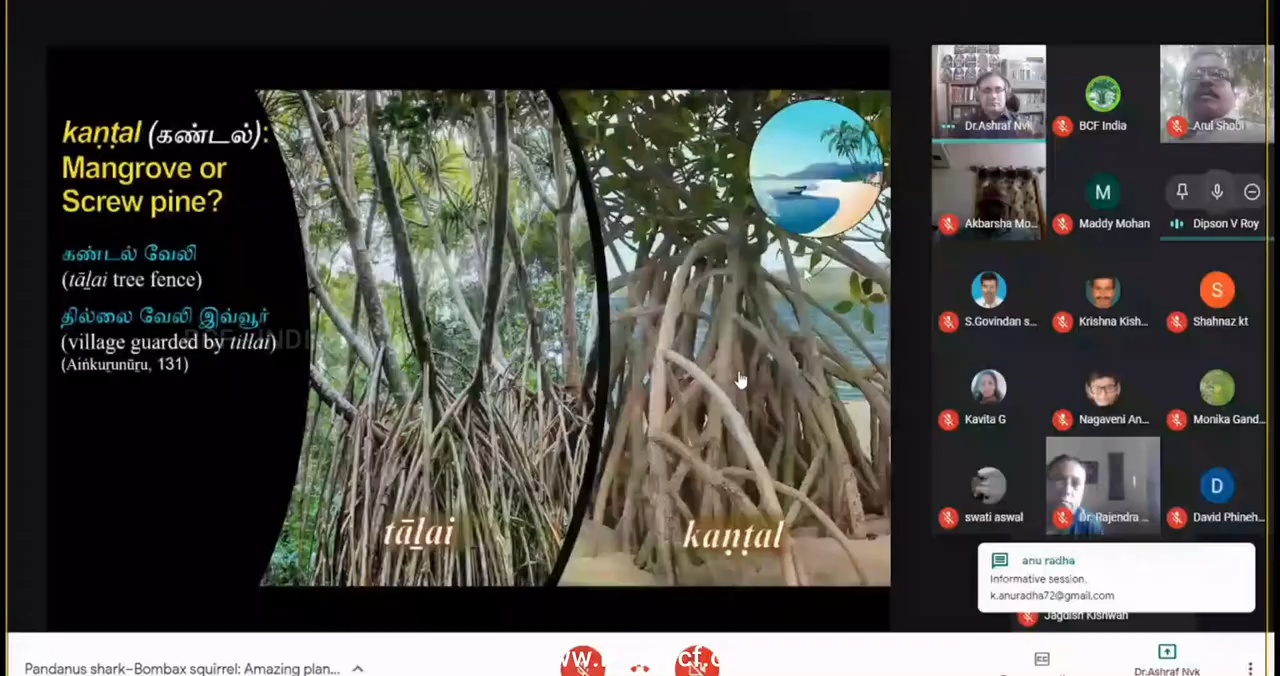 kaṇṭal (கண்டல்):
Mangrove or
Screw pine?
கண்டல் வேலி
(tāḻai tree fence)
தில்லை வேலி இவ்வூர்
(village guarded by tillai)
(Aiṅkuṟunūṟu, 131)
tāḻai
kaṇṭal
Dr.Ashraf Nvk
BCF India
Arul Shobi
Akbarsha Mo...
Maddy Mohan
M
Dipson V Roy
S.Govindan s...
Krishna Kish...
S
Shahnaz kt
Kavita G
Nagaveni An...
Monika Gand...
swati aswal
Dr Rajendra ...
D
David Phineh...
anu radha
Informative session.
k.anuradha72@gmail.com
Jagdish Kishwan
Pandanus shark–Bombax squirrel: Amazing plan...
Dr.Ashraf Nvk